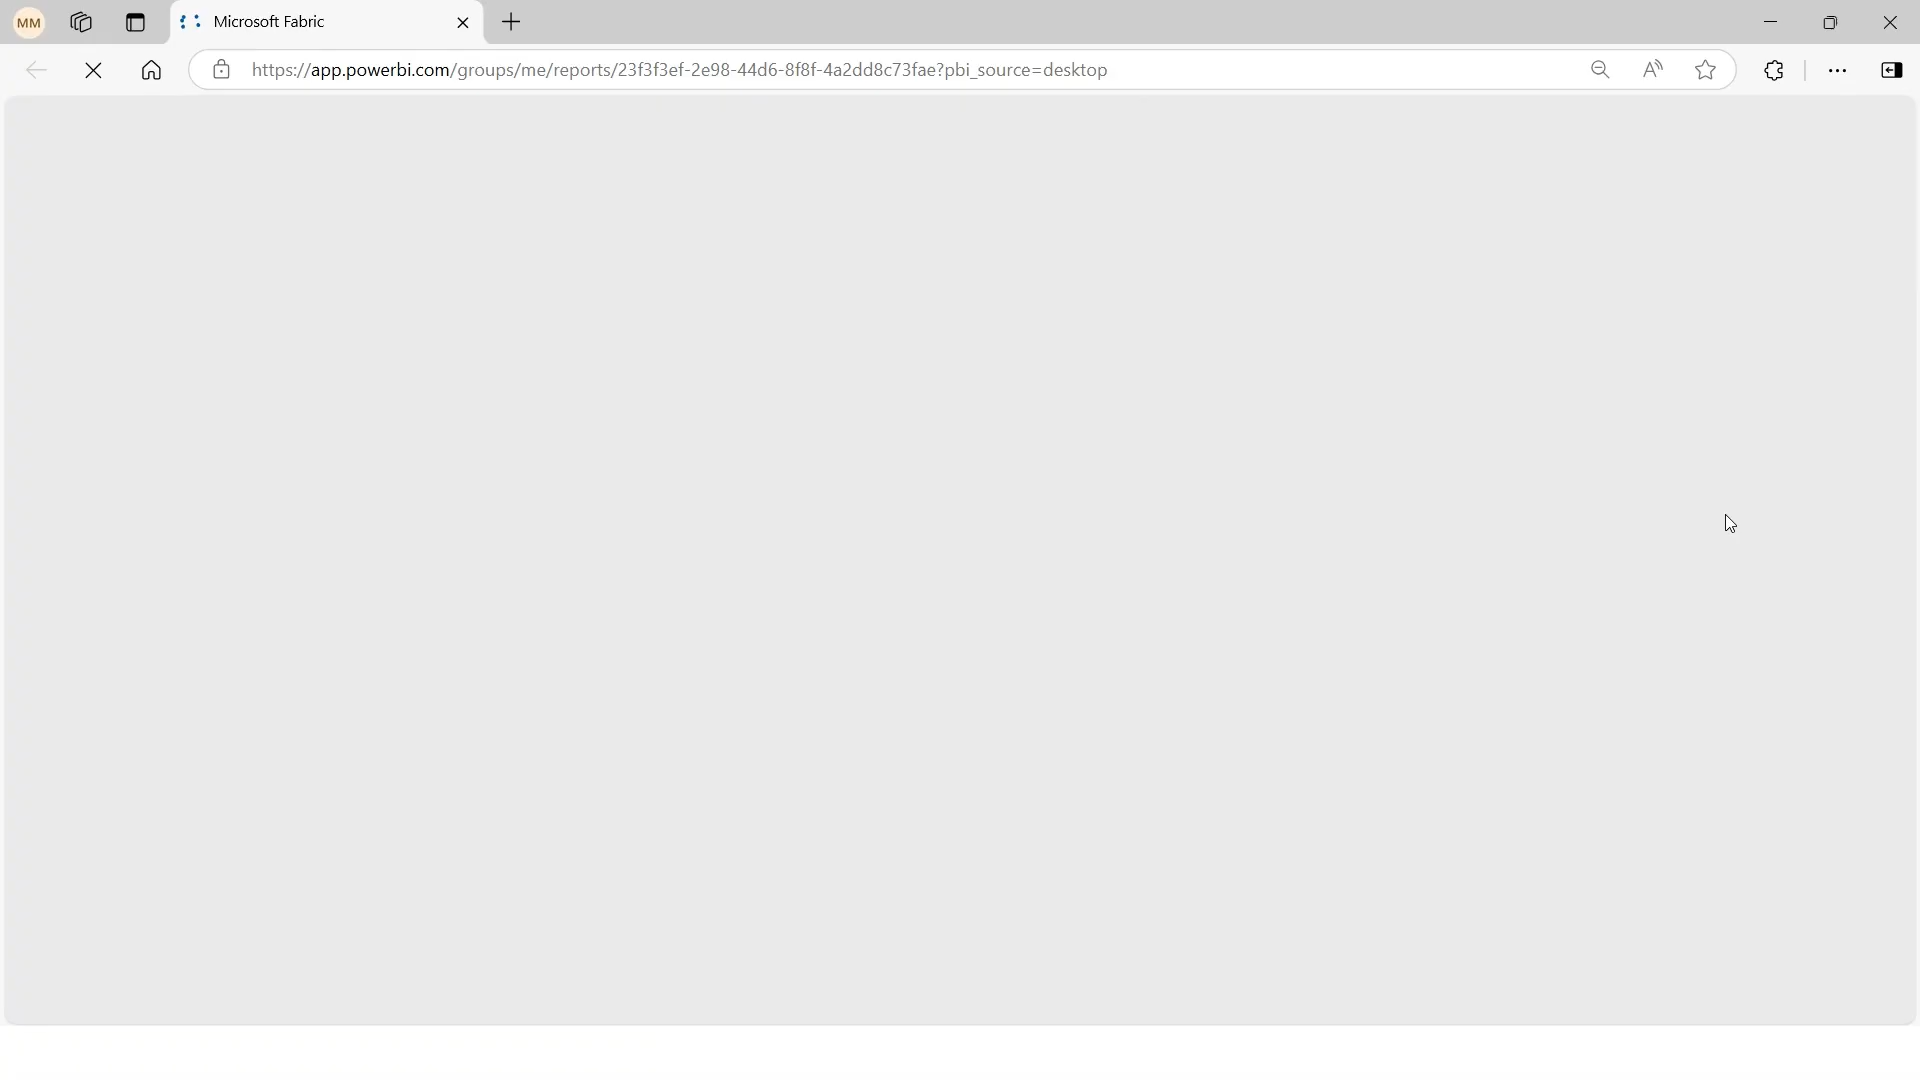 MM
Microsoft Fabric
https://app.powerbi.com/groups/me/reports/23f3f3ef-2e98-44d6-8f8f-4a2dd8c73fae?pbi_source=desktop